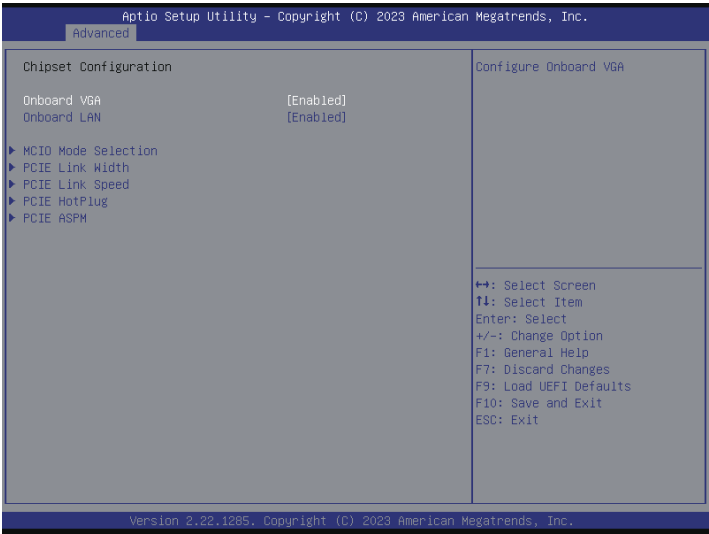 Aptio Setup Utility – Copyright (C) 2023 American Megatrends, Inc.
Advanced
Chipset Configuration
Onboard VGA [Enabled]
Onboard LAN [Enabled]
MCIO Mode Selection
PCIE Link Width
PCIE Link Speed
PCIE HotPlug
PCIE ASPM
Configure Onboard VGA
↔: Select Screen
↑↓: Select Item
Enter: Select
+/-: Change Option
F1: General Help
F7: Discard Changes
F9: Load UEFI Defaults
F10: Save and Exit
ESC: Exit
Version 2.22.1285. Copyright (C) 2023 American Megatrends, Inc.